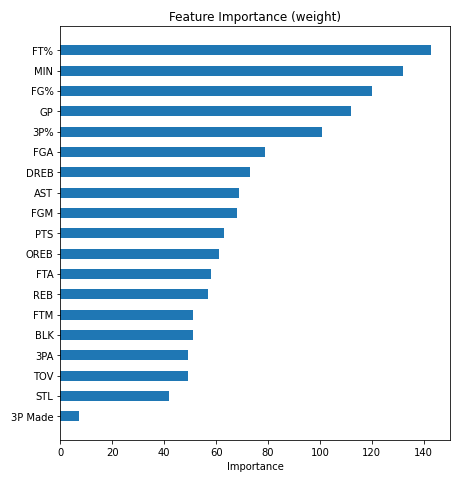 Feature Importance (weight)
FT%
MIN
FG%
GP
3P%
FGA
DREB
AST
FGM
PTS
OREB
FTA
REB
FTM
BLK
3PA
TOV
STL
3P Made
0 20 40 60 80 100 120 140
Importance